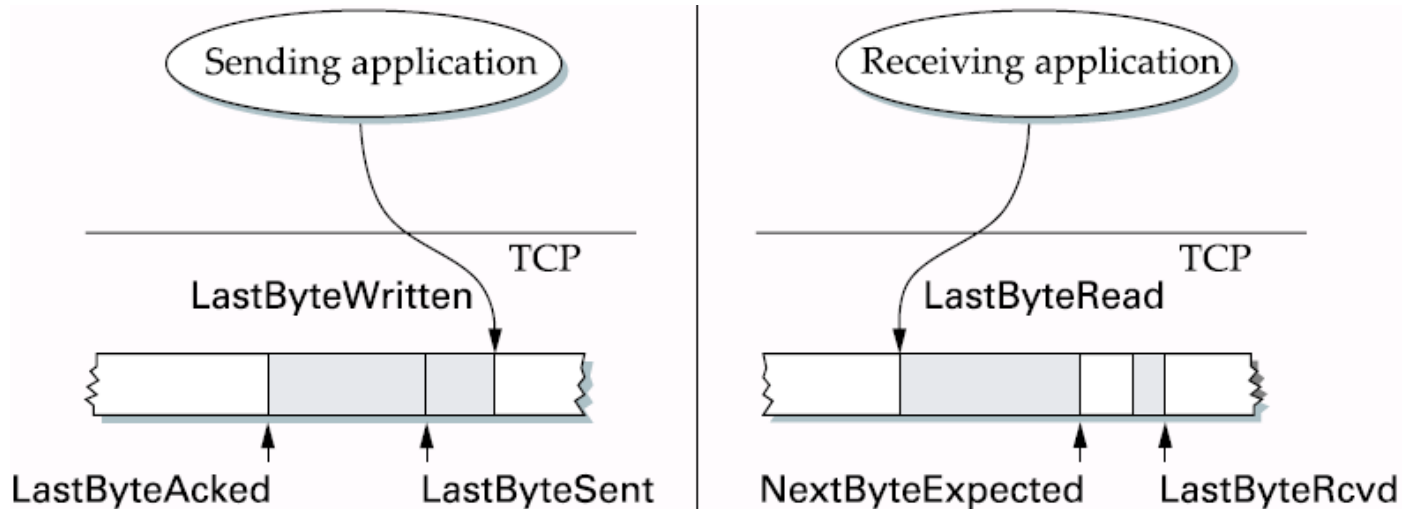 Sending application
Receiving application
TCP
TCP
LastByteWritten
LastByteRead
LastByteAcked
LastByteSent
NextByteExpected
LastByteRcvd